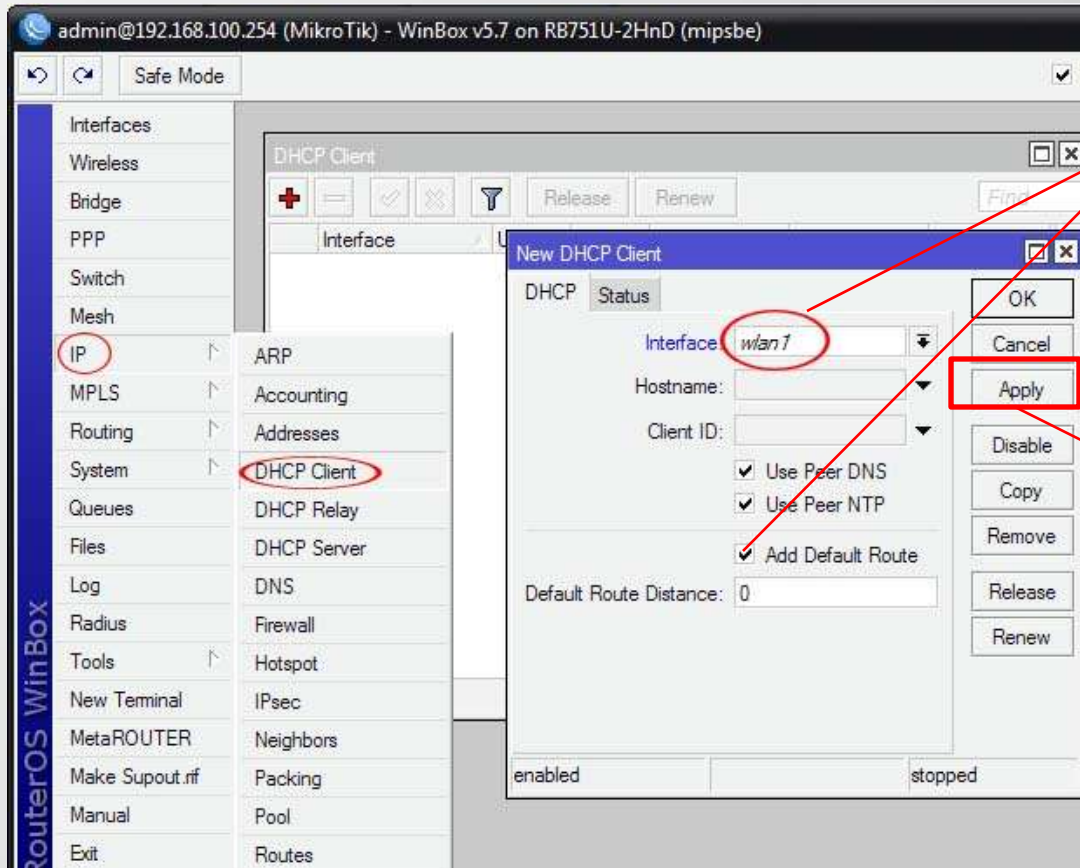 admin@192.168.100.254 (MikroTik) - WinBox v5.7 on RB751U-2HnD (mipsbe)
Safe Mode
RouterOS WinBox
Interfaces
Wireless
Bridge
PPP
Switch
Mesh
IP
MPLS
Routing
System
Queues
Files
Log
Radius
Tools
New Terminal
MetaROUTER
Make Supout.rif
Manual
Exit
ARP
Accounting
Addresses
DHCP Client
DHCP Relay
DHCP Server
DNS
Firewall
Hotspot
IPsec
Neighbors
Packing
Pool
Routes
DHCP Client
Release Renew Find
Interface U
New DHCP Client
DHCP Status
Interface: wlan1
Hostname:
Client ID:
Use Peer DNS
Use Peer NTP
Add Default Route
Default Route Distance: 0
OK
Cancel
Apply
Disable
Copy
Remove
Release
Renew
enabled stopped